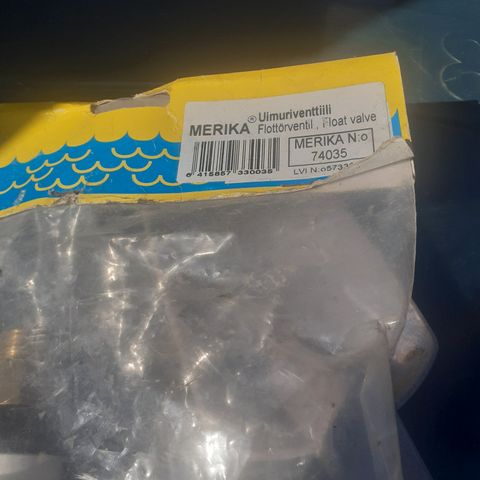 MERIKA® Uimuriventtiili
Flottörventil , Float valve
MERIKA N:o
74035
6 415857 330035